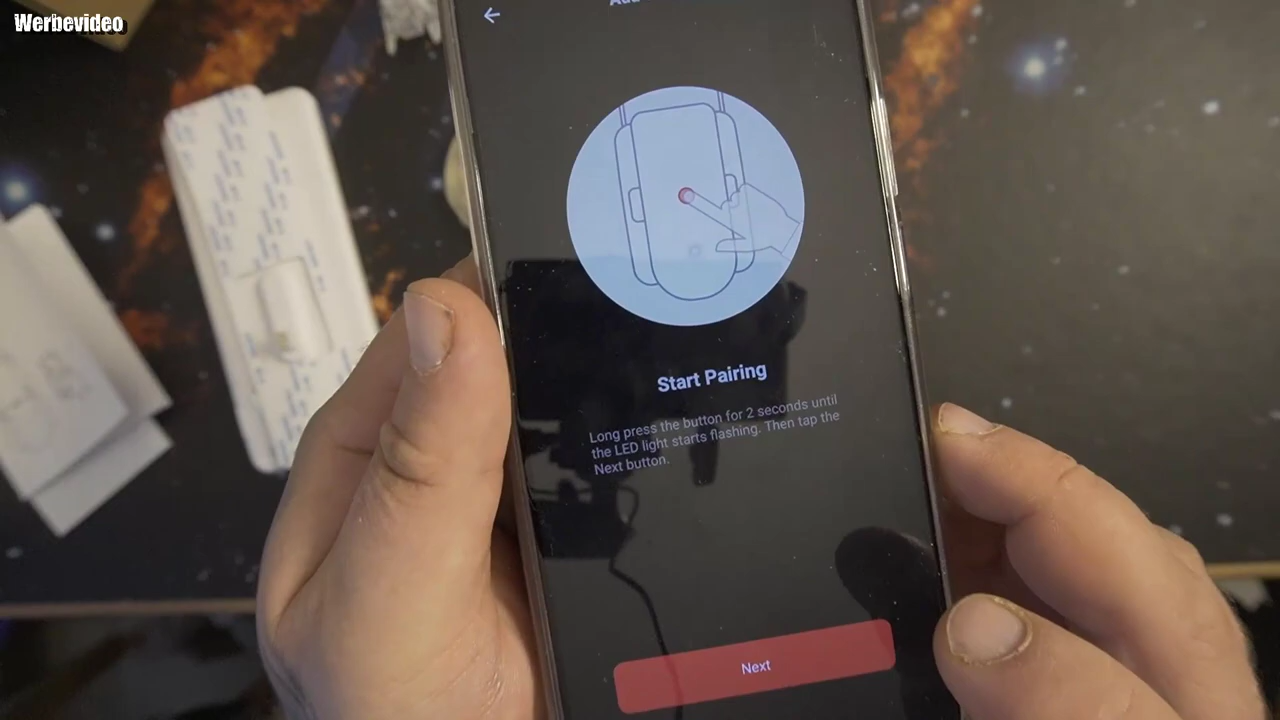 Werbevideo
Start Pairing
Long press the button for 2 seconds until
the LED light starts flashing. Then tap the
Next button.
Next